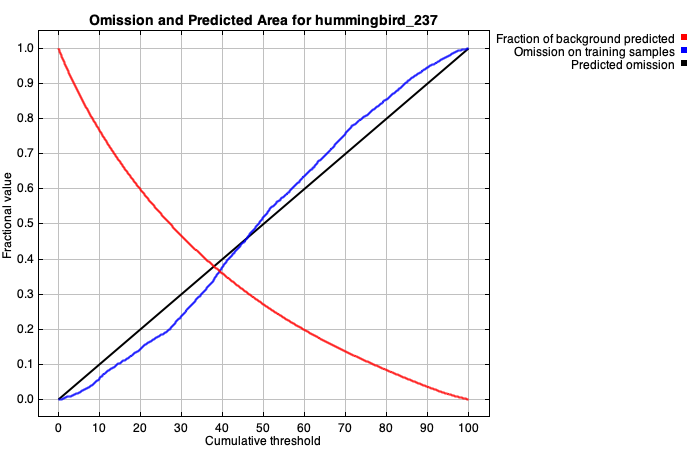 Omission and Predicted Area for hummingbird_237
Fraction of background predicted
Omission on training samples
Predicted omission
1.0
0.9
0.8
0.7
0.6
0.5
0.4
0.3
0.2
0.1
0.0
Fractional value
0 10 20 30 40 50 60 70 80 90 100
Cumulative threshold